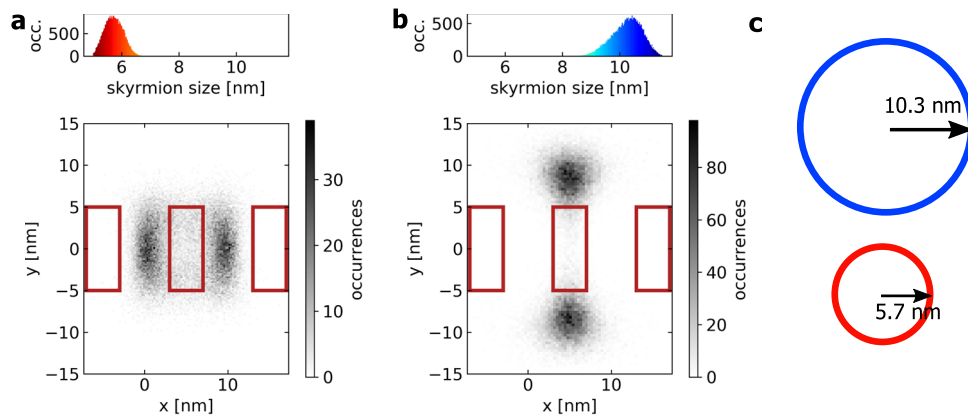 a
occ.
500
0
6 8 10
skyrmion size [nm]
15
10
5
0
−5
−10
−15
y [nm]
0 10
x [nm]
30
20
10
0
occurrences
b
occ.
500
0
6 8 10
skyrmion size [nm]
15
10
5
0
−5
−10
−15
y [nm]
0 10
x [nm]
80
60
40
20
0
occurrences
c
10.3 nm
5.7 nm